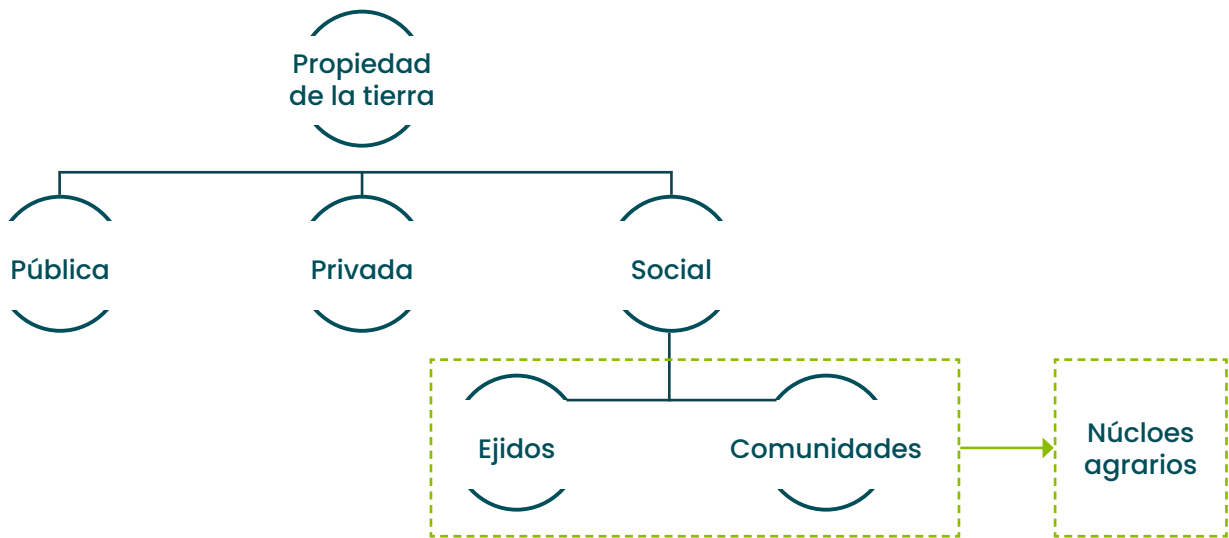 Propiedad
de la tierra
Pública
Privada
Social
Ejidos
Comunidades
Núcloes
agrarios